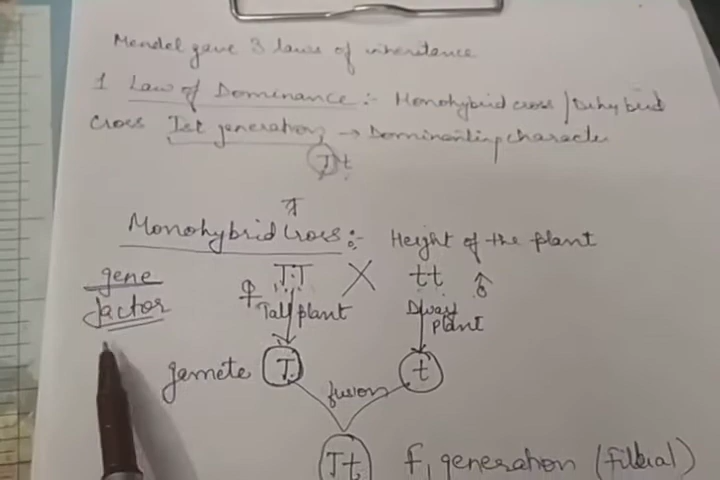 Mendel gave 3 laws of inheritance
1 Law of Dominance:- Monohybrid cross / Dihybrid
cross Ist generation → Dominanting character
Tt
Monohybrid Cross:- Height of the plant
gene TT X tt
factor ♀ Tall plant Dwarf plant ♂
gamete T t
fusion
Tt F1 generation (filial)